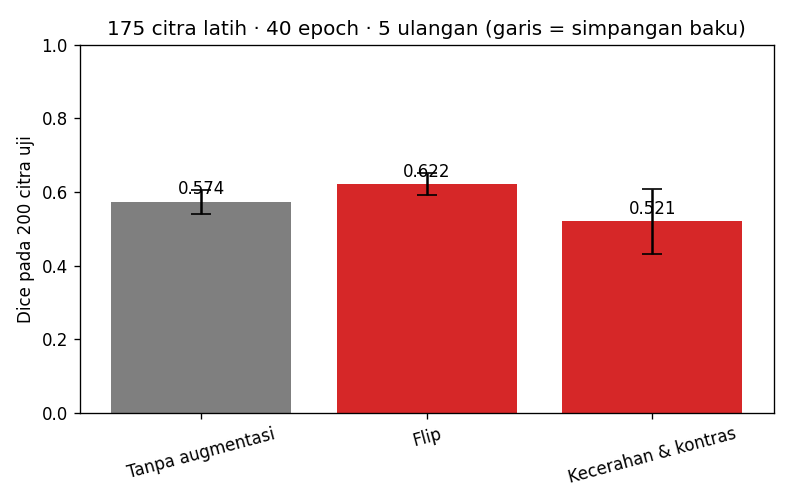 175 citra latih · 40 epoch · 5 ulangan (garis = simpangan baku)
Dice pada 200 citra uji
1.0
0.8
0.6
0.4
0.2
0.0
0.574
0.622
0.521
Tanpa augmentasi
Flip
Kecerahan & kontras